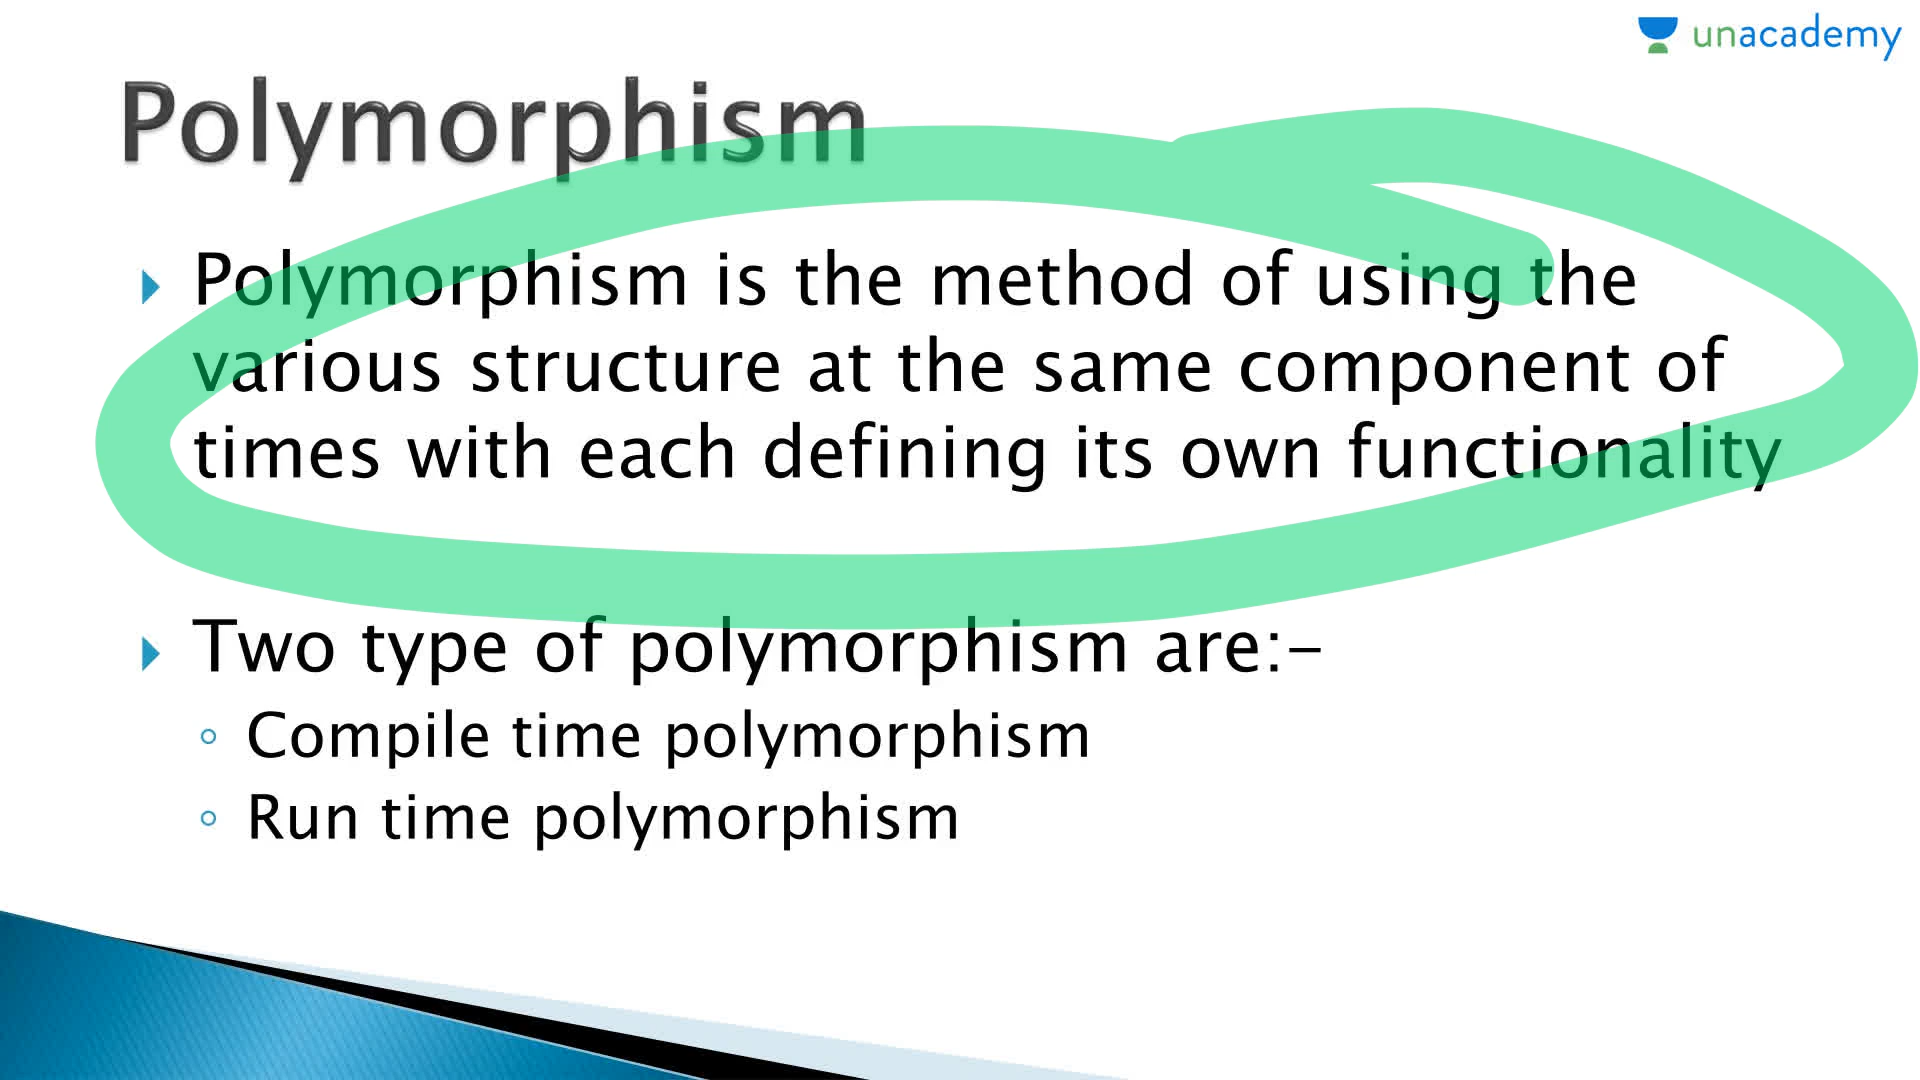 unacademy
Polymorphism
Polymorphism is the method of using the
various structure at the same component of
times with each defining its own functionality
Two type of polymorphism are:-
Compile time polymorphism
Run time polymorphism